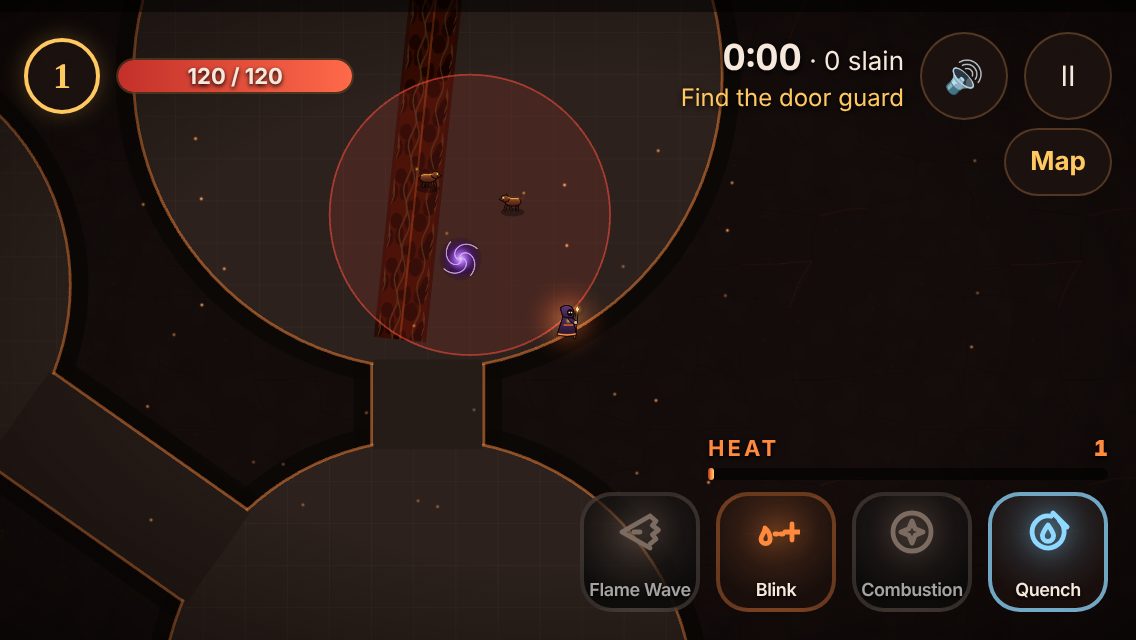 1
120 / 120
0:00 · 0 slain
Find the door guard
Map
HEAT 1
Flame Wave
Blink
Combustion
Quench